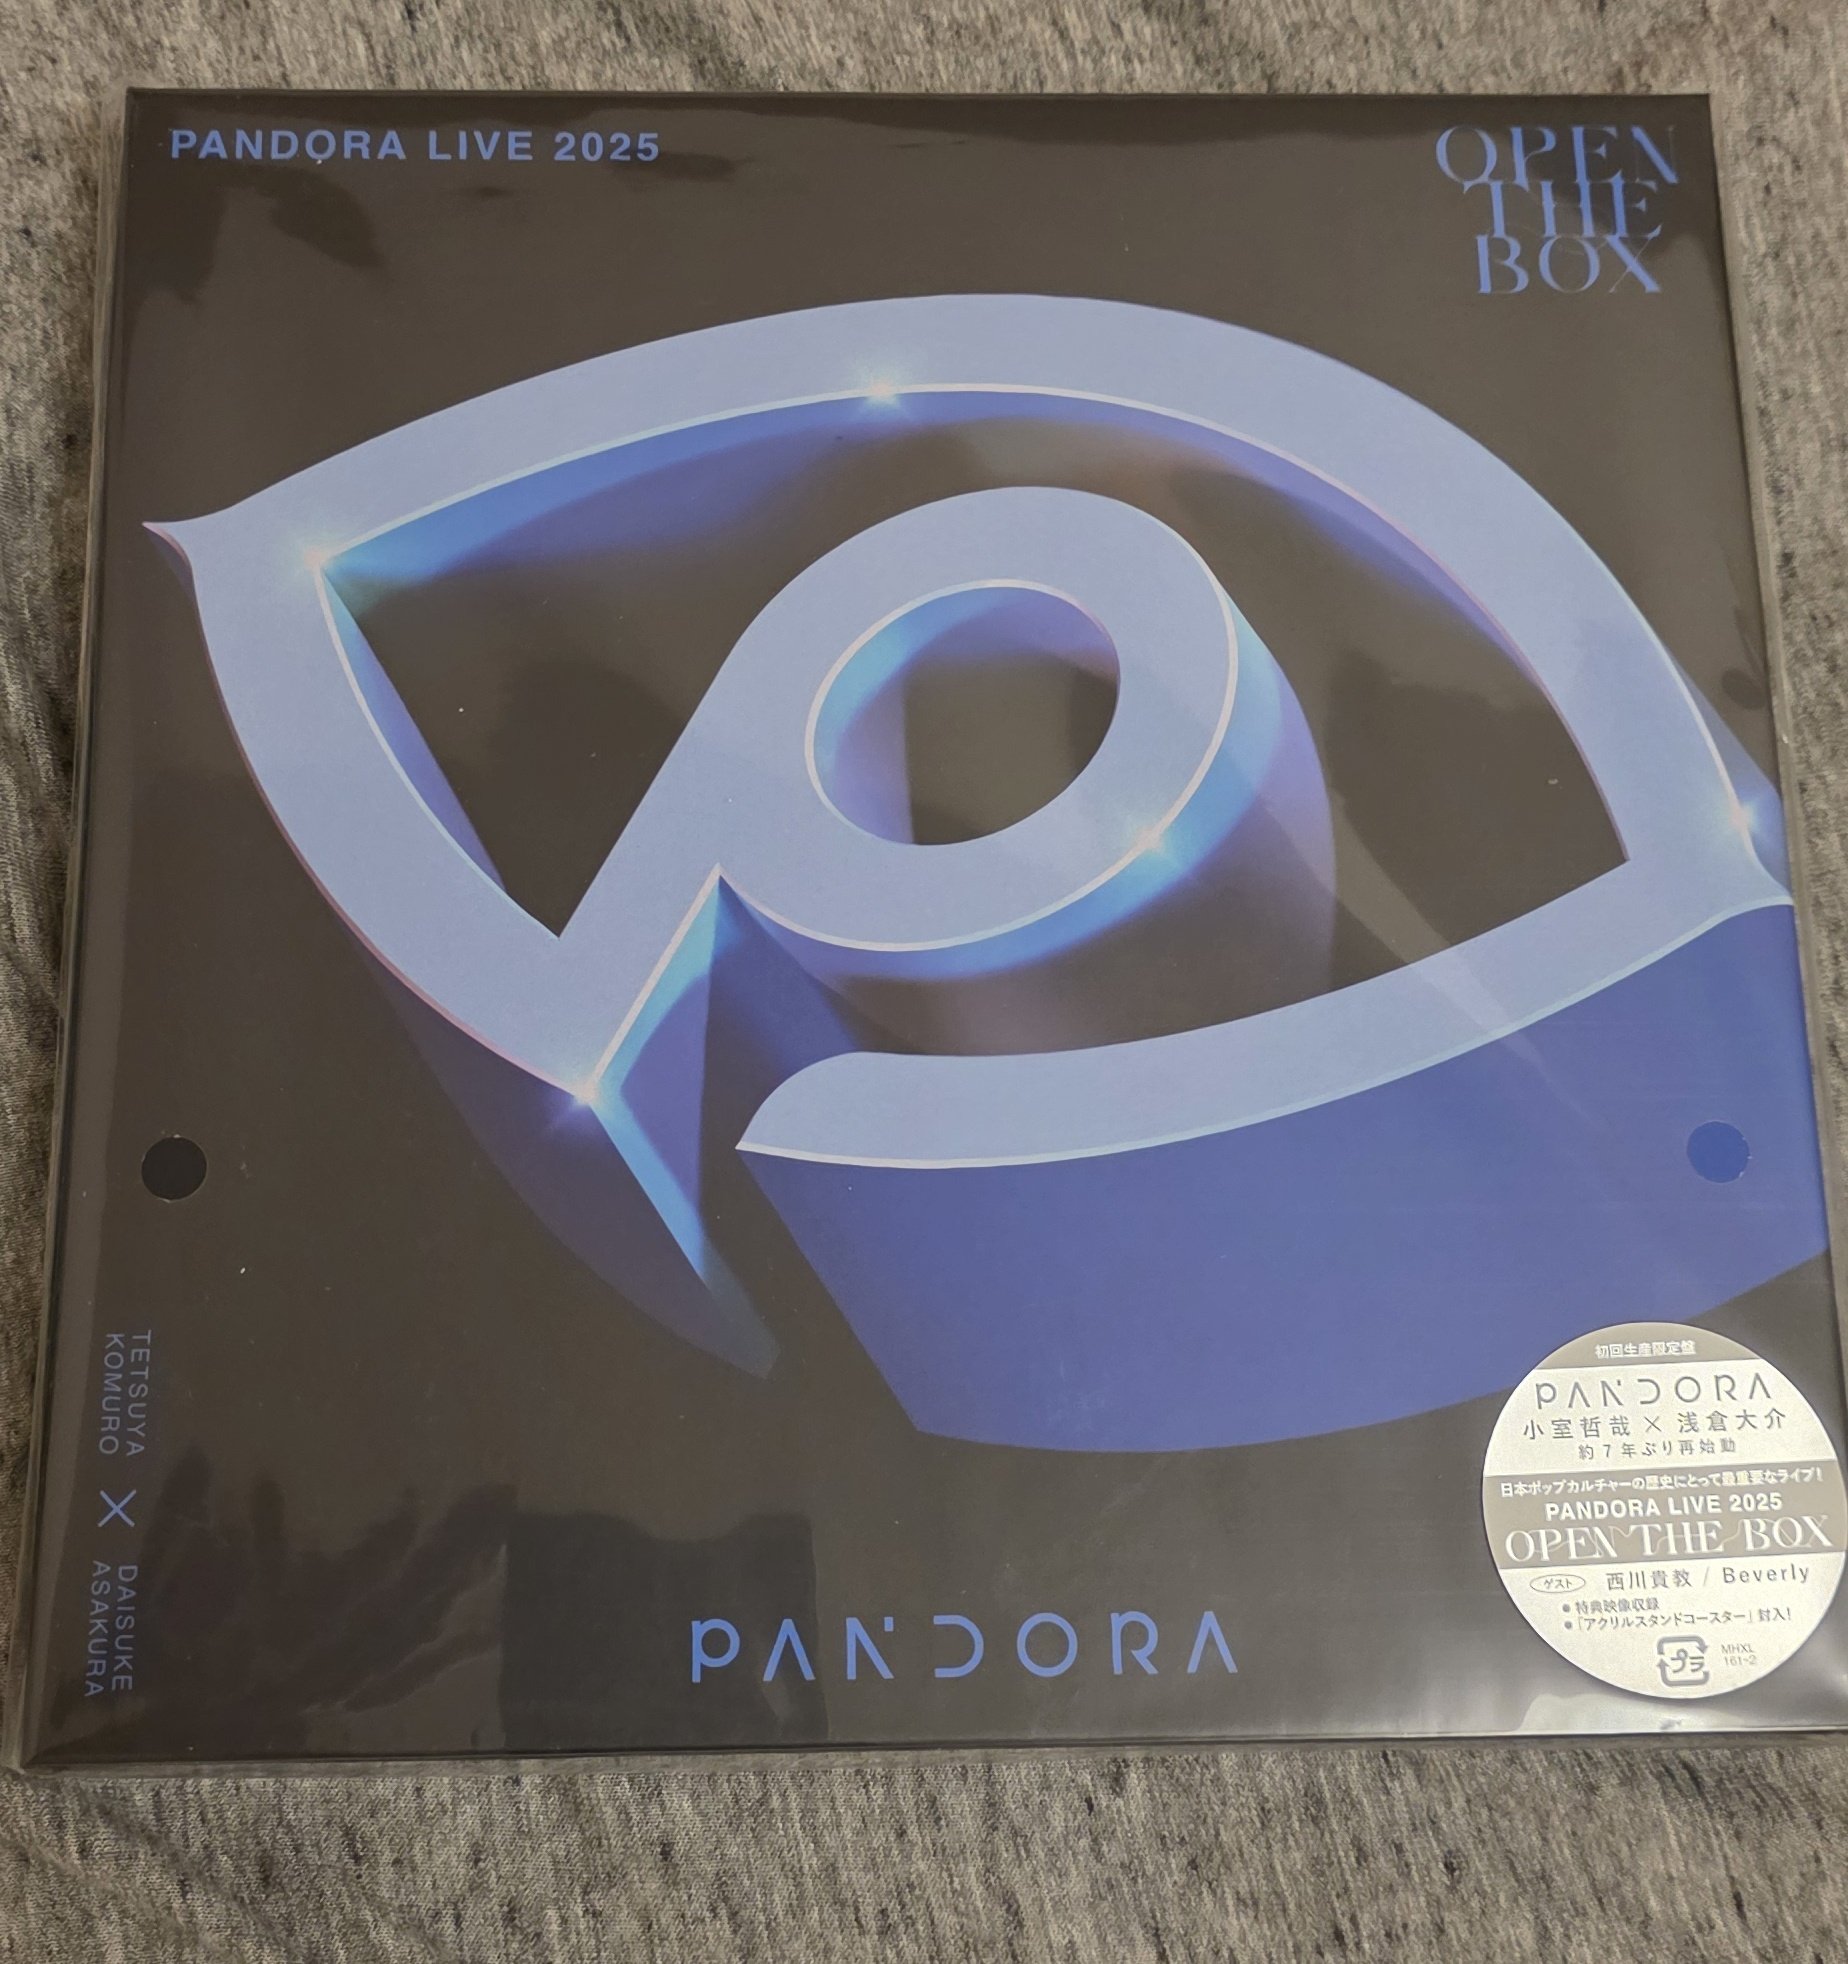 PANDORA LIVE 2025
OPEN
THE
BOX
TETSUYA
KOMURO
×
DAISUKE
ASAKURA
PANDORA
初回生産限定盤
PANDORA
小室哲哉 × 浅倉大介
約7年ぶり再始動
日本ポップカルチャーの歴史にとって最重要なライブ!
PANDORA LIVE 2025
OPEN THE BOX
ゲスト 西川貴教 / Beverly
●特典映像収録
●「アクリルスタンドコースター」封入!
プラ
MHXL
161-2